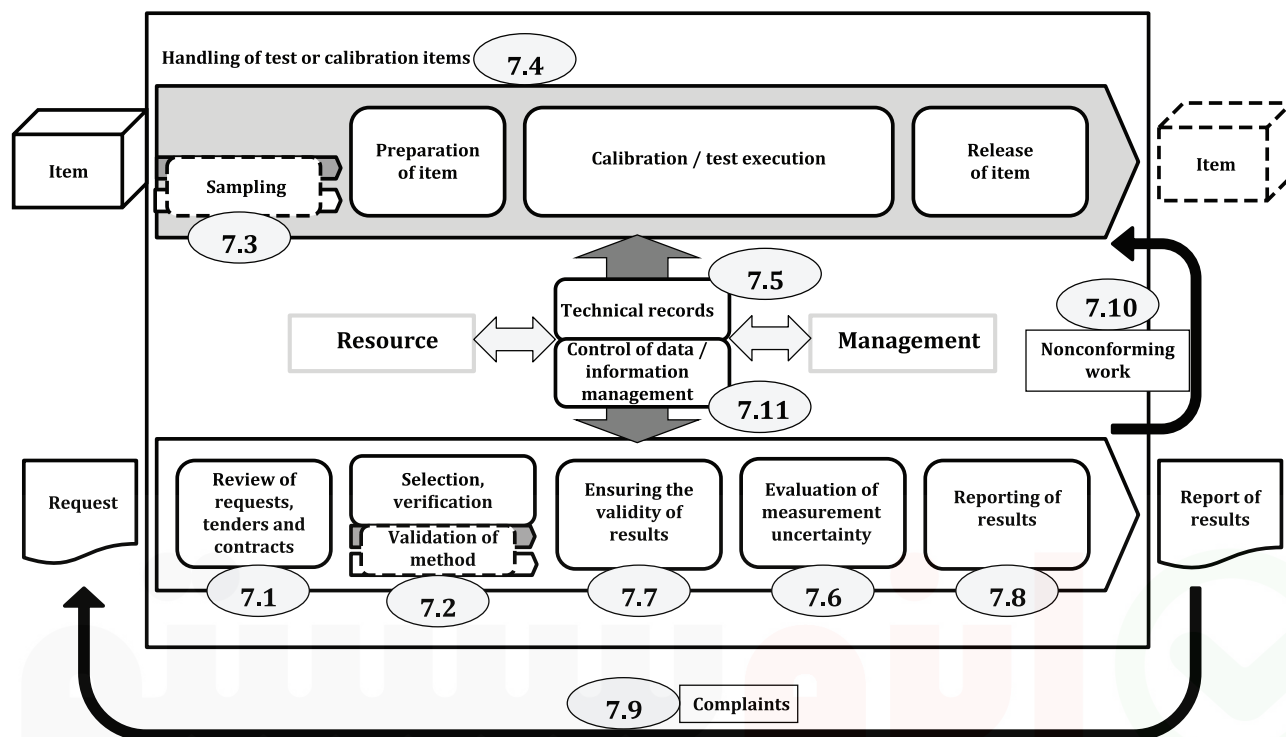 Handling of test or calibration items
7.4
Item
Sampling
7.3
Preparation
of item
Calibration / test execution
Release
of item
Item
7.5
Technical records
Resource
Management
Control of data /
information
management
7.11
7.10
Nonconforming
work
Request
Review of
requests,
tenders and
contracts
7.1
Selection,
verification
Validation of
method
7.2
Ensuring the
validity of
results
7.7
Evaluation of
measurement
uncertainty
7.6
Reporting of
results
7.8
Report of
results
7.9
Complaints